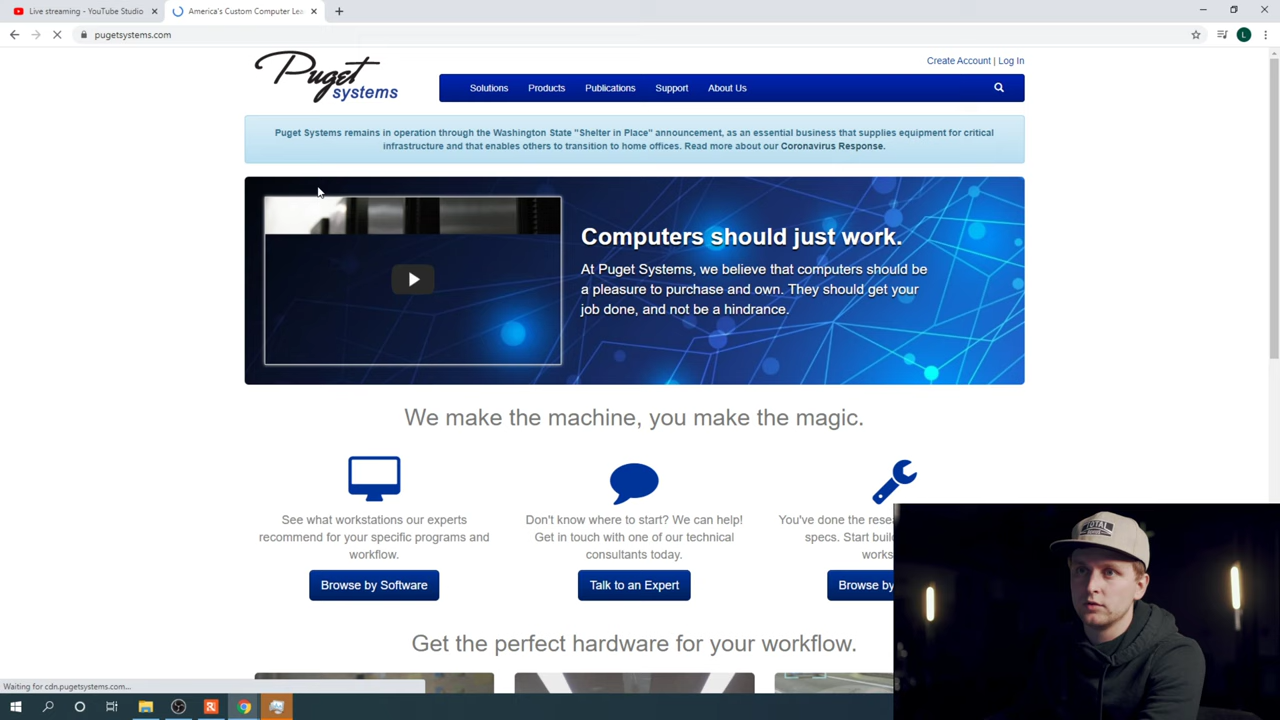 Live streaming - YouTube Studio
America's Custom Computer Lea
pugetsystems.com
L
Puget
systems
Create Account | Log In
Solutions Products Publications Support About Us
Puget Systems remains in operation through the Washington State "Shelter in Place" announcement, as an essential business that supplies equipment for critical
infrastructure and that enables others to transition to home offices. Read more about our Coronavirus Response.
Computers should just work.
At Puget Systems, we believe that computers should be
a pleasure to purchase and own. They should get your
job done, and not be a hindrance.
We make the machine, you make the magic.
See what workstations our experts
recommend for your specific programs and
workflow.
Browse by Software
Don't know where to start? We can help!
Get in touch with one of our technical
consultants today.
Talk to an Expert
You've done the rese
specs. Start buil
works
Browse by
Get the perfect hardware for your workflow.
Waiting for cdn.pugetsystems.com...